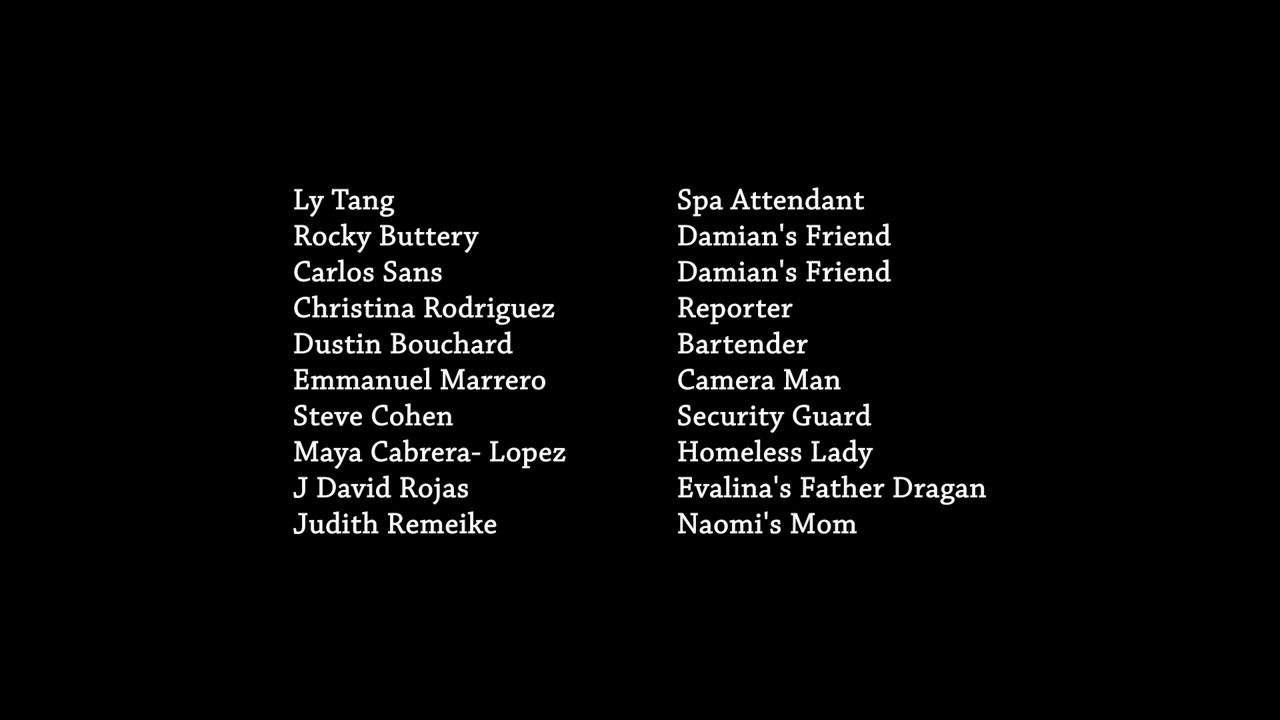 Ly Tang Spa Attendant
Rocky Buttery Damian's Friend
Carlos Sans Damian's Friend
Christina Rodriguez Reporter
Dustin Bouchard Bartender
Emmanuel Marrero Camera Man
Steve Cohen Security Guard
Maya Cabrera- Lopez Homeless Lady
J David Rojas Evalina's Father Dragan
Judith Remeike Naomi's Mom